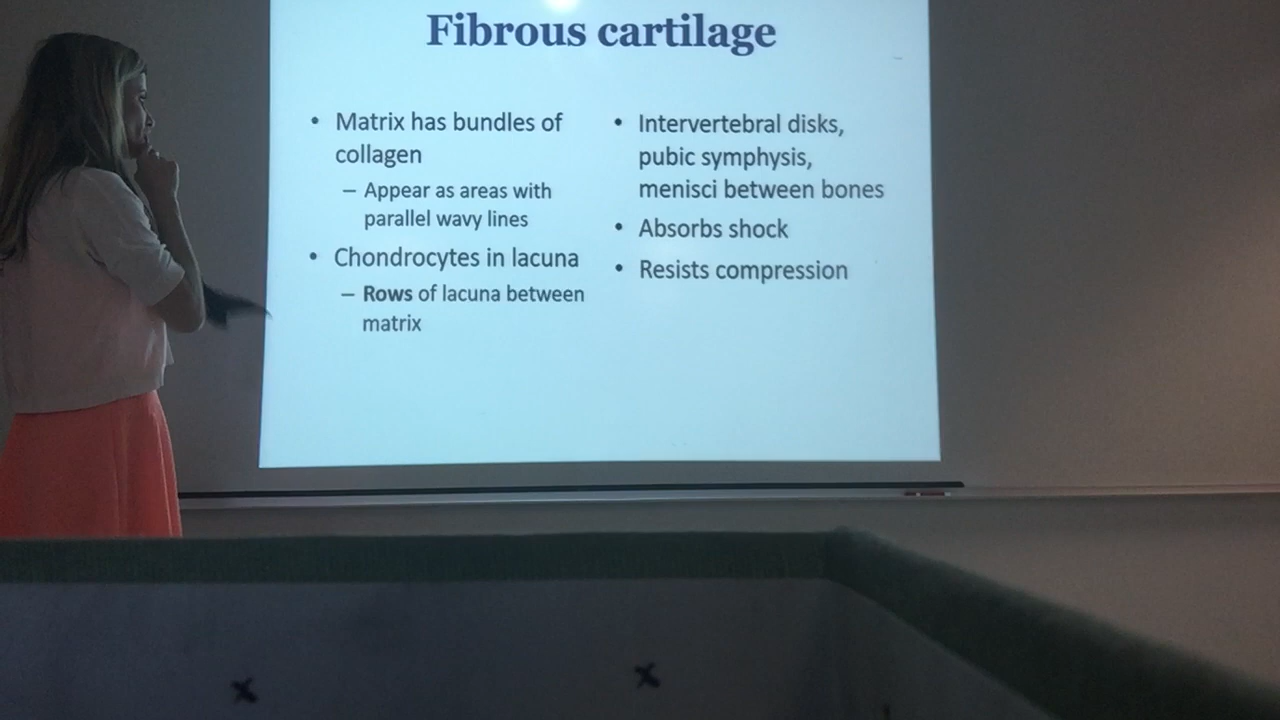 Fibrous cartilage
• Matrix has bundles of
collagen
– Appear as areas with
parallel wavy lines
• Chondrocytes in lacuna
– Rows of lacuna between
matrix
• Intervertebral disks,
pubic symphysis,
menisci between bones
• Absorbs shock
• Resists compression